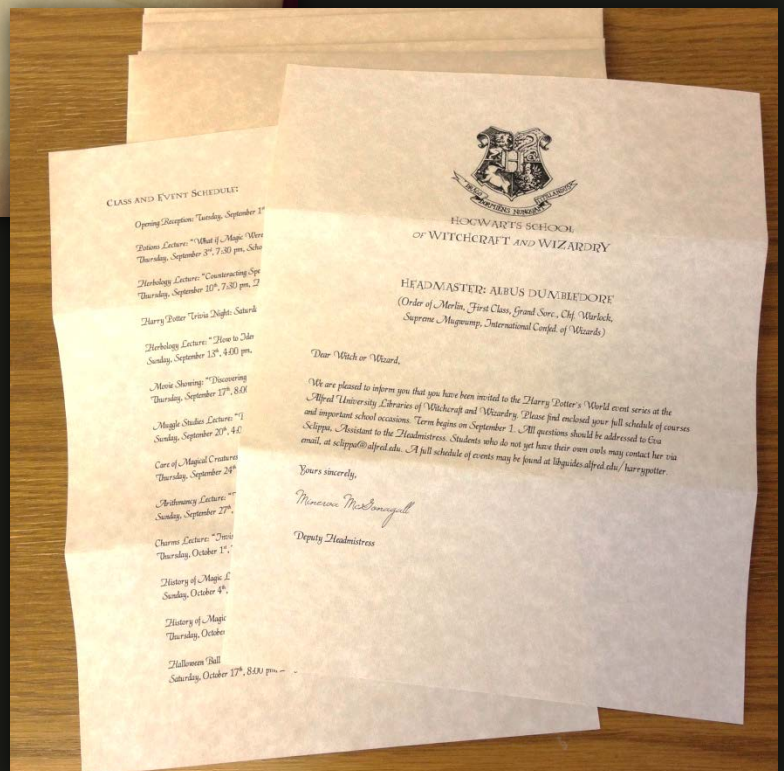 CLASS AND EVENT SCHEDULE:
Opening Reception: Tuesday, September 1st
Potions Lecture: "What if Magic Were
Thursday, September 3rd, 7:30 pm,
Herbology Lecture: "Counteracting
Thursday, September 10th, 7:30 pm,
Harry Potter Trivia Night:
Herbology Lecture: "How to
Sunday, September 13th, 4:00 pm,
Movie Showing: "Discovering
Thursday, September 17th,
Muggle Studies Lecture:
Sunday, September 20th,
Care of Magical Creatures
Thursday, September 24th
Arithmancy Lecture:
Sunday, September 27th,
Charms Lecture:
Thursday, October 1st,
History of Magic
Sunday, October 4th,
History of Magic
Thursday, October
Halloween Ball
Saturday, October 17th, 8:00 pm,
DRACO DORMIENS NUNQUAM TITILLANDUS
HOGWARTS SCHOOL
OF WITCHCRAFT AND WIZARDRY
HEADMASTER: ALBUS DUMBLEDORE
(Order of Merlin, First Class, Grand Sorc., Chf. Warlock,
Supreme Mugwump, International Confed. of Wizards)
Dear Witch or Wizard,
We are pleased to inform you that you have been invited to the Harry Potter's World event series at the
Alfred University Libraries of Witchcraft and Wizardry. Please find enclosed your full schedule of courses
and important school occasions. Term begins on September 1. All questions should be addressed to Eva
Sclippa, Assistant to the Headmistress. Students who do not yet have their own owls may contact her via
email, at sclippa@alfred.edu. A full schedule of events may be found at libguides.alfred.edu/harrypotter.
Yours sincerely,
Minerva McGonagall
Deputy Headmistress